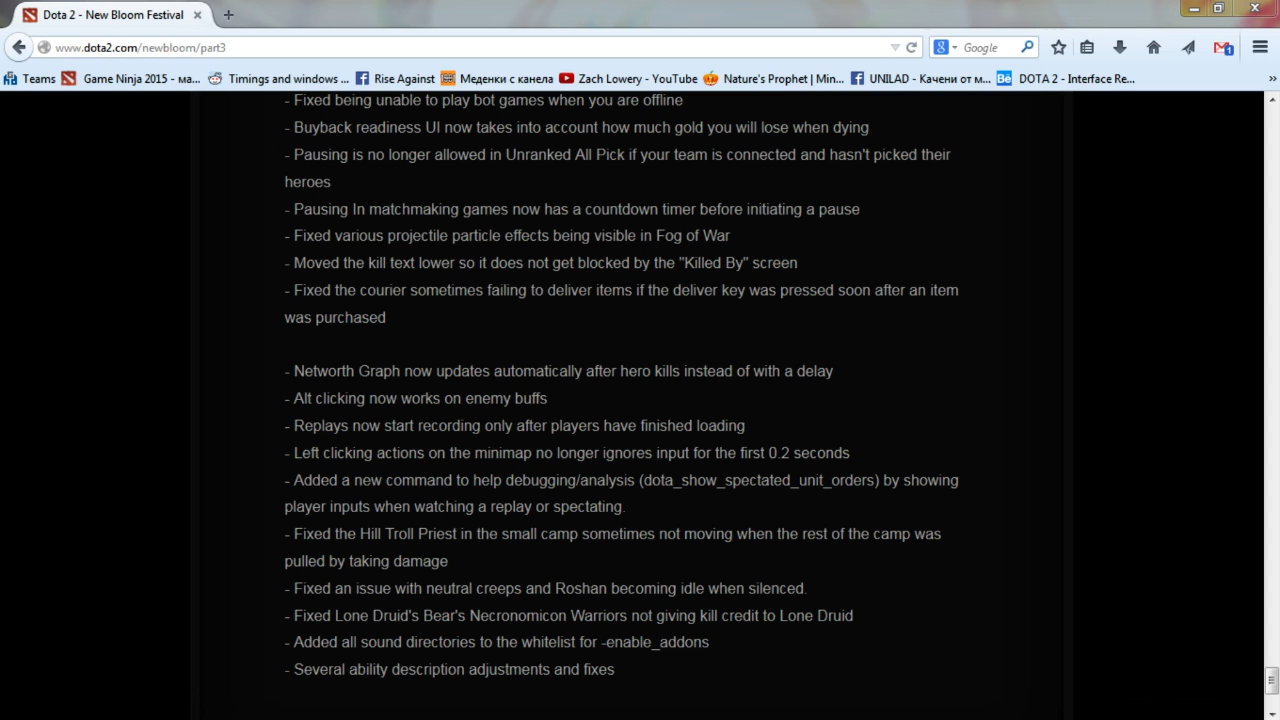 Dota 2 - New Bloom Festival
www.dota2.com/newbloom/part3
Google
Teams
Game Ninja 2015 - ма...
Timings and windows ...
Rise Against
Меденки с канела
Zach Lowery - YouTube
Nature's Prophet | Min...
UNILAD - Качени от м...
DOTA 2 - Interface Re...
- Fixed being unable to play bot games when you are offline
- Buyback readiness UI now takes into account how much gold you will lose when dying
- Pausing is no longer allowed in Unranked All Pick if your team is connected and hasn't picked their
heroes
- Pausing In matchmaking games now has a countdown timer before initiating a pause
- Fixed various projectile particle effects being visible in Fog of War
- Moved the kill text lower so it does not get blocked by the "Killed By" screen
- Fixed the courier sometimes failing to deliver items if the deliver key was pressed soon after an item
was purchased
- Networth Graph now updates automatically after hero kills instead of with a delay
- Alt clicking now works on enemy buffs
- Replays now start recording only after players have finished loading
- Left clicking actions on the minimap no longer ignores input for the first 0.2 seconds
- Added a new command to help debugging/analysis (dota_show_spectated_unit_orders) by showing
player inputs when watching a replay or spectating.
- Fixed the Hill Troll Priest in the small camp sometimes not moving when the rest of the camp was
pulled by taking damage
- Fixed an issue with neutral creeps and Roshan becoming idle when silenced.
- Fixed Lone Druid's Bear's Necronomicon Warriors not giving kill credit to Lone Druid
- Added all sound directories to the whitelist for -enable_addons
- Several ability description adjustments and fixes